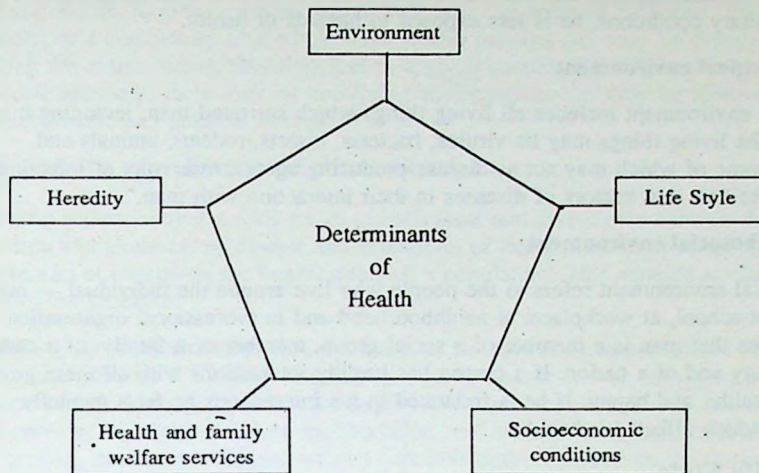 Environment
Heredity
Life Style
Determinants
of
Health
Health and family
welfare services
Socioeconomic
conditions